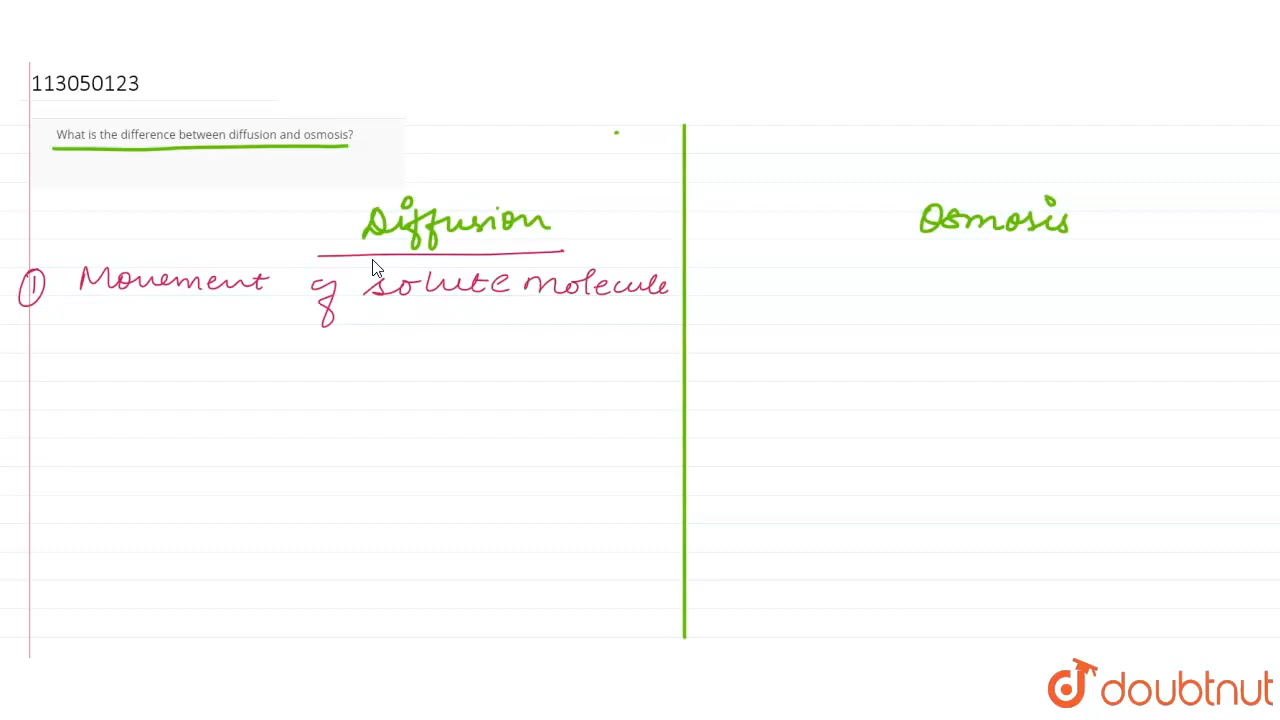 113050123
What is the difference between diffusion and osmosis?
Diffusion
Osmosis
① Movement of solute molecule
doubtnut